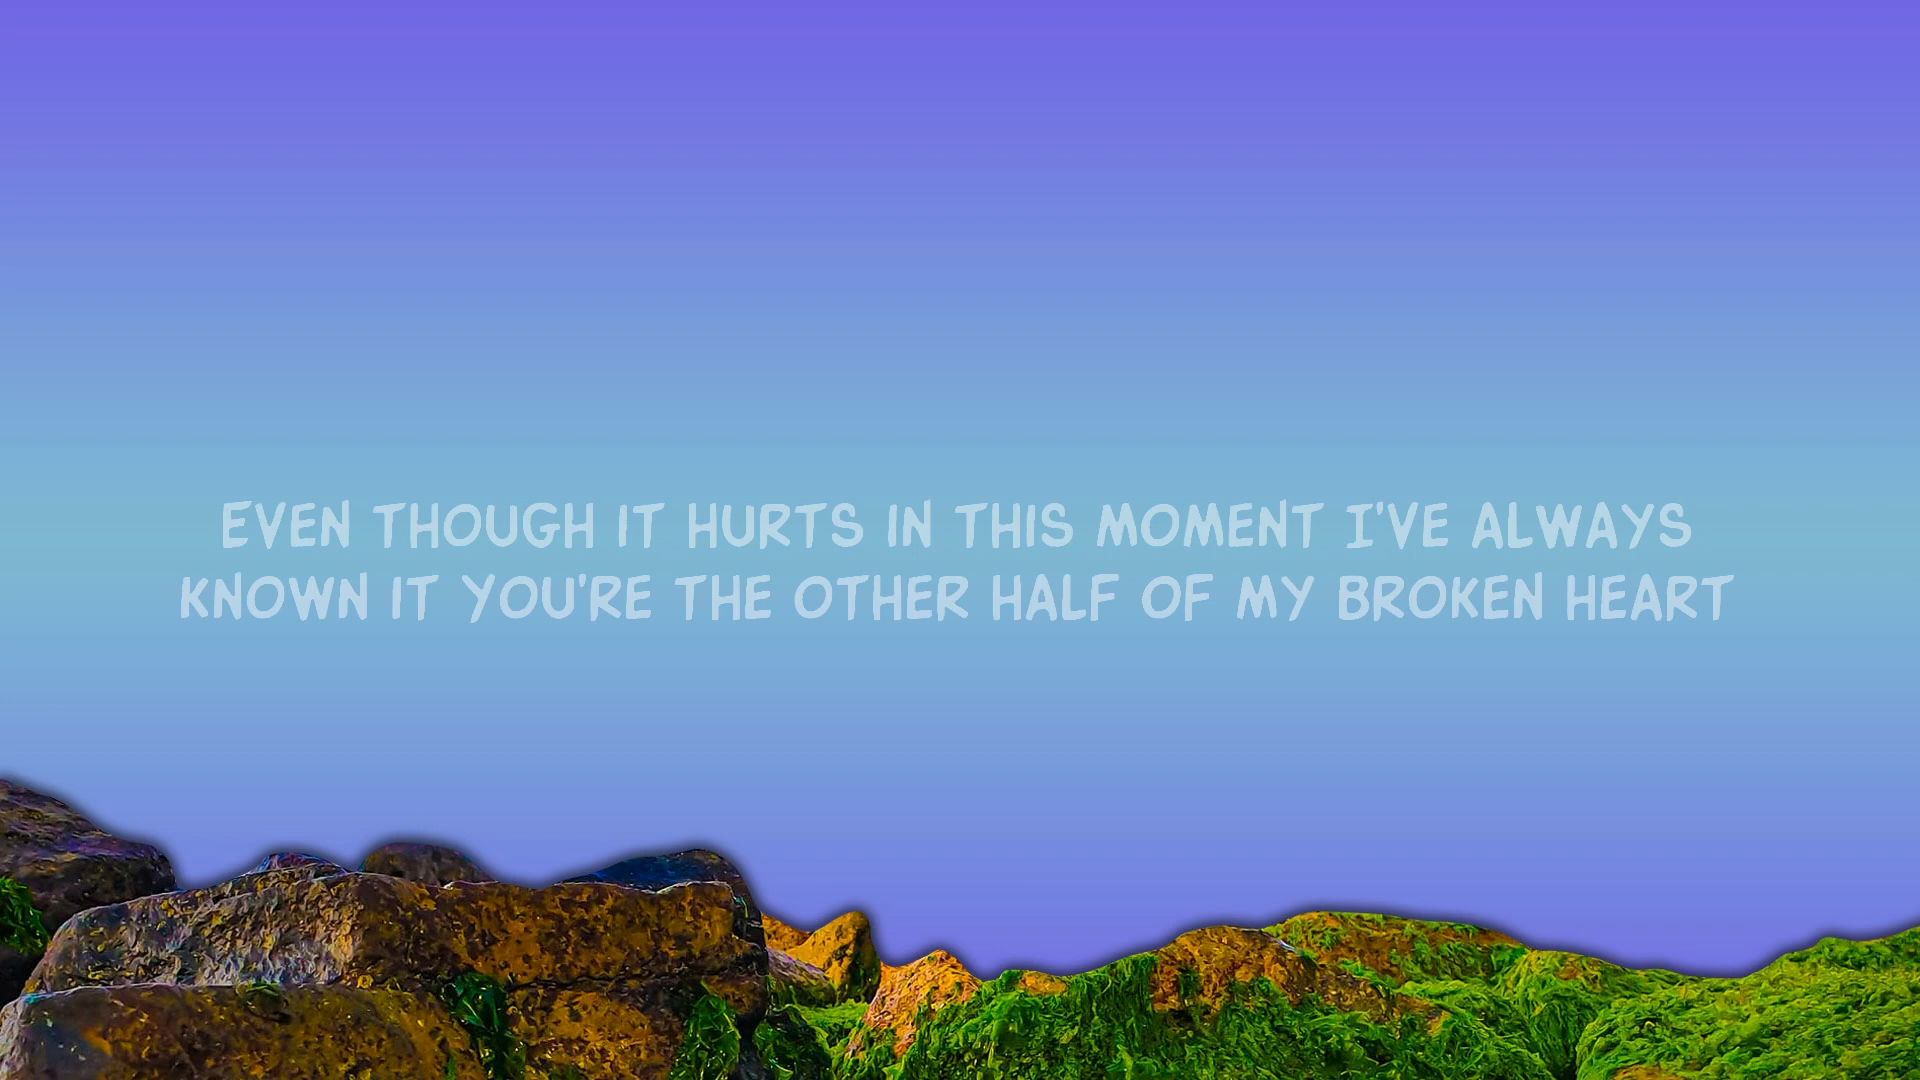 EVEN THOUGH IT HURTS IN THIS MOMENT I'VE ALWAYS
KNOWN IT YOU'RE THE OTHER HALF OF MY BROKEN HEART